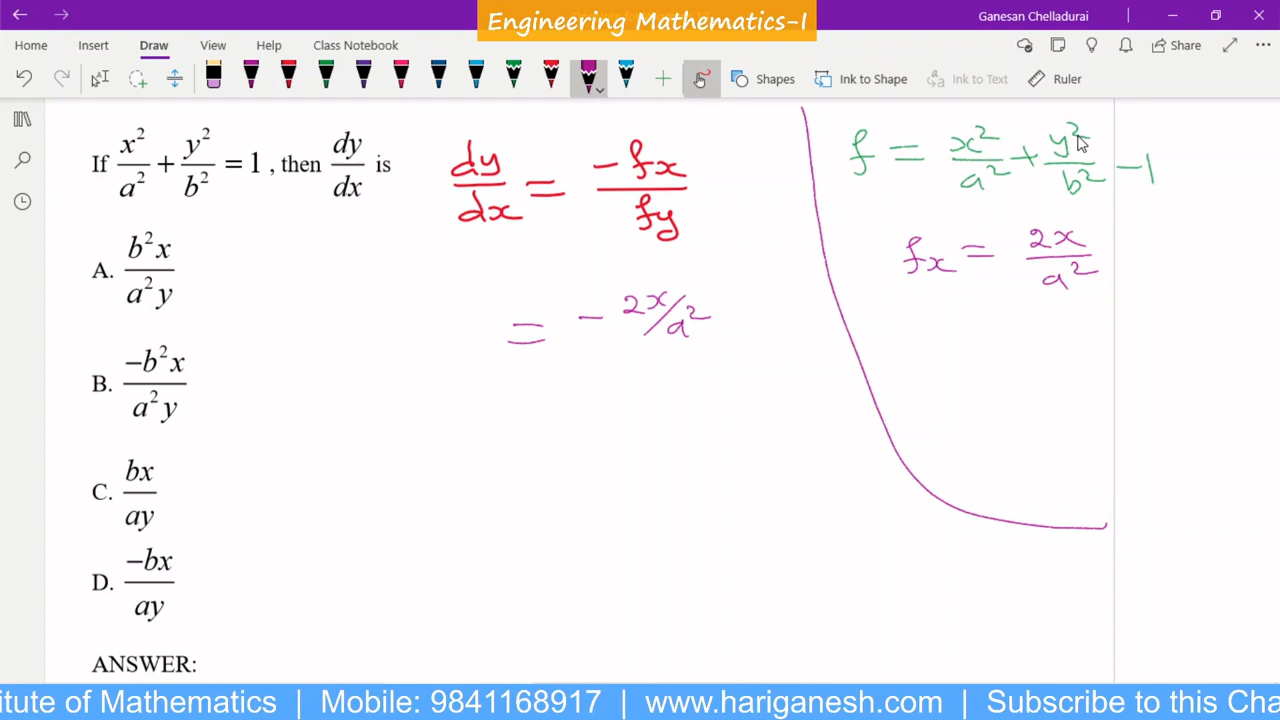 Engineering Mathematics-I
Ganesan Chelladurai
Home Insert Draw View Help Class Notebook Share
Shapes Ink to Shape Ink to Text Ruler
If x²/a² + y²/b² = 1 , then dy/dx is
A. b²x/a²y
B. −b²x/a²y
C. bx/ay
D. −bx/ay
ANSWER:
dy/dx = −fx/fy
= − 2x/a²
f = x²/a² + y²/b² − 1
fx = 2x/a²
itute of Mathematics | Mobile: 9841168917 | www.hariganesh.com | Subscribe to this Cha